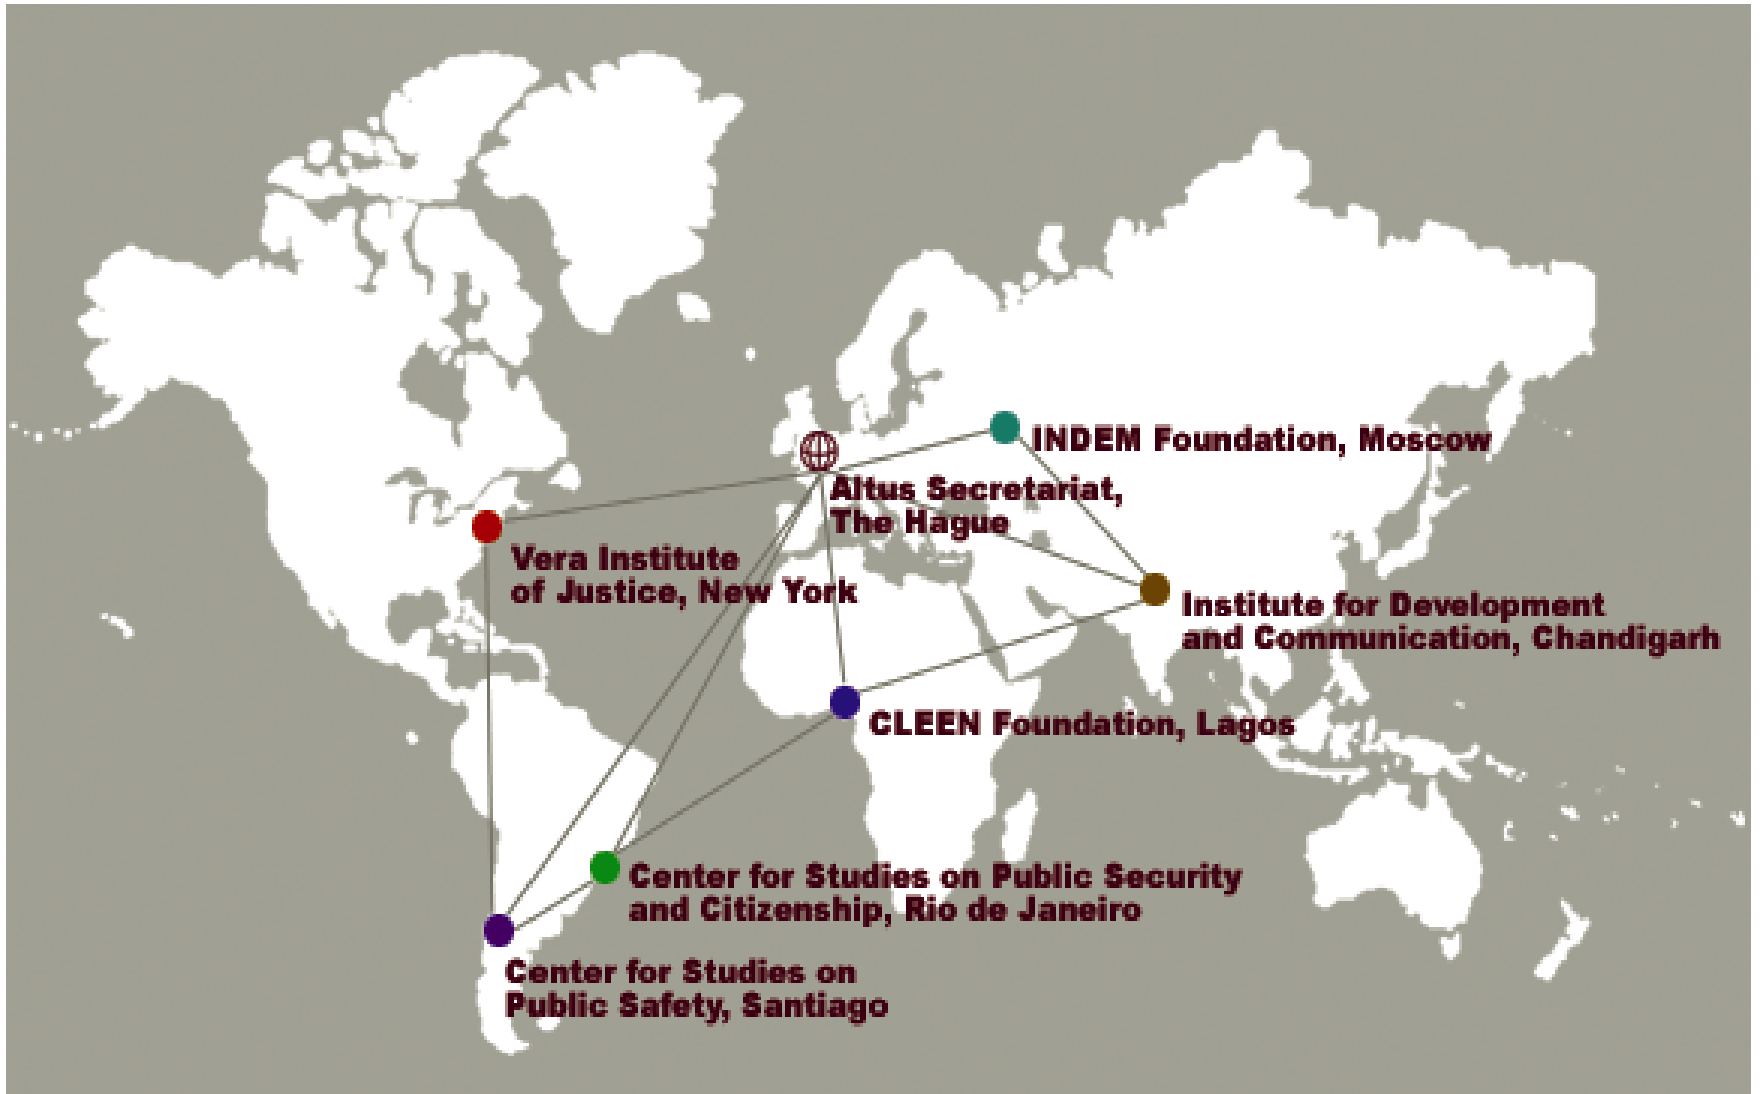 INDEM Foundation, Moscow
Altus Secretariat,
The Hague
Vera Institute
of Justice, New York
Institute for Development
and Communication, Chandigarh
CLEEN Foundation, Lagos
Center for Studies on Public Security
and Citizenship, Rio de Janeiro
Center for Studies on
Public Safety, Santiago